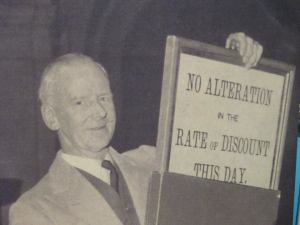 NO ALTERATION
IN THE
RATE OF DISCOUNT
THIS DAY.